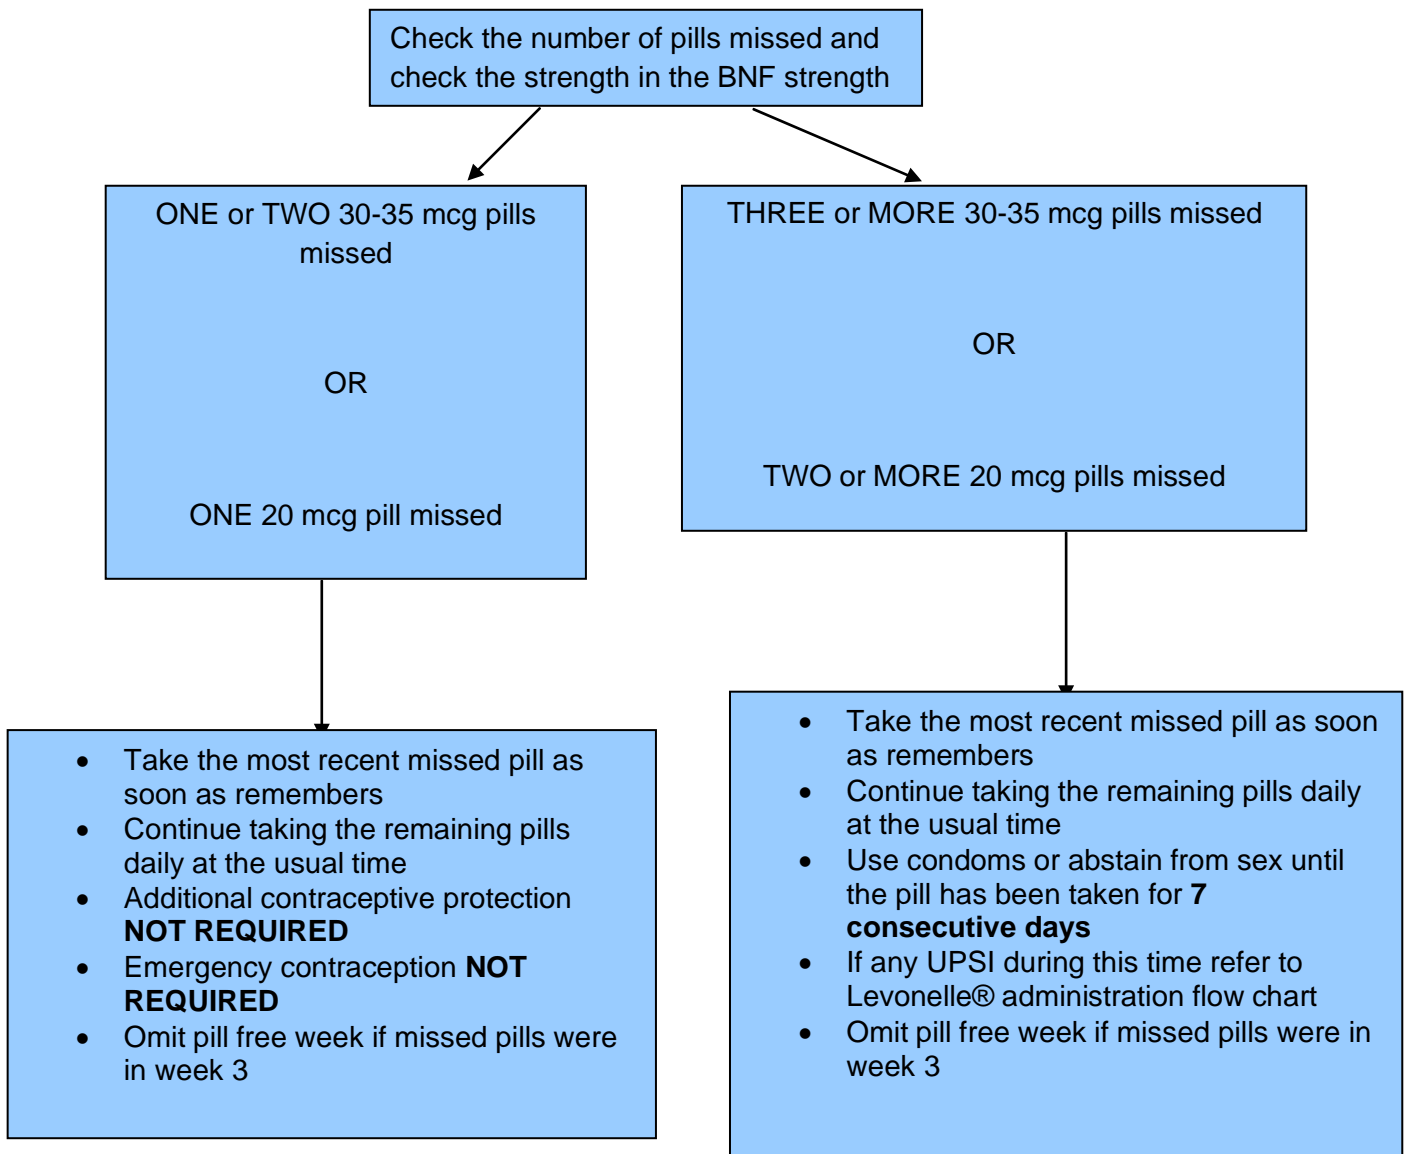 Check the number of pills missed and
check the strength in the BNF strength
ONE or TWO 30-35 mcg pills
missed
OR
ONE 20 mcg pill missed
THREE or MORE 30-35 mcg pills missed
OR
TWO or MORE 20 mcg pills missed
• Take the most recent missed pill as
soon as remembers
• Continue taking the remaining pills
daily at the usual time
• Additional contraceptive protection
NOT REQUIRED
• Emergency contraception NOT
REQUIRED
• Omit pill free week if missed pills were
in week 3
• Take the most recent missed pill as soon
as remembers
• Continue taking the remaining pills daily
at the usual time
• Use condoms or abstain from sex until
the pill has been taken for 7
consecutive days
• If any UPSI during this time refer to
Levonelle® administration flow chart
• Omit pill free week if missed pills were in
week 3